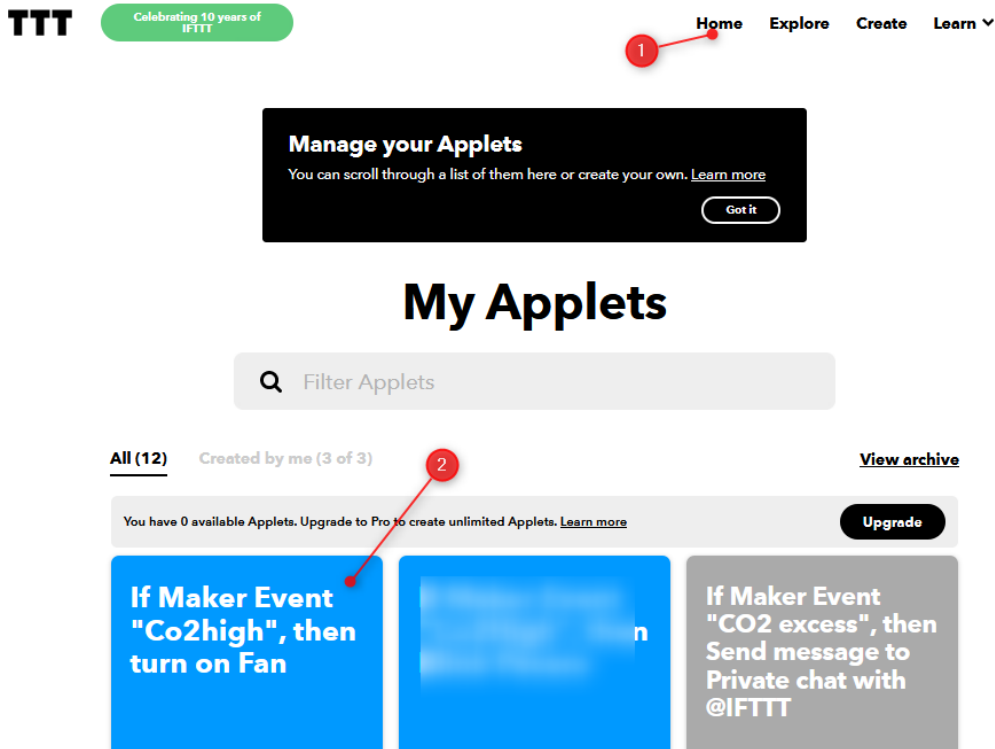 TTT
Celebrating 10 years of
IFTTT
Home Explore Create Learn
1
Manage your Applets
You can scroll through a list of them here or create your own. Learn more
Got it
My Applets
Filter Applets
All (12) Created by me (3 of 3) View archive
2
You have 0 available Applets. Upgrade to Pro to create unlimited Applets. Learn more
Upgrade
If Maker Event
"Co2high", then
turn on Fan
n
If Maker Event
"CO2 excess", then
Send message to
Private chat with
@IFTTT